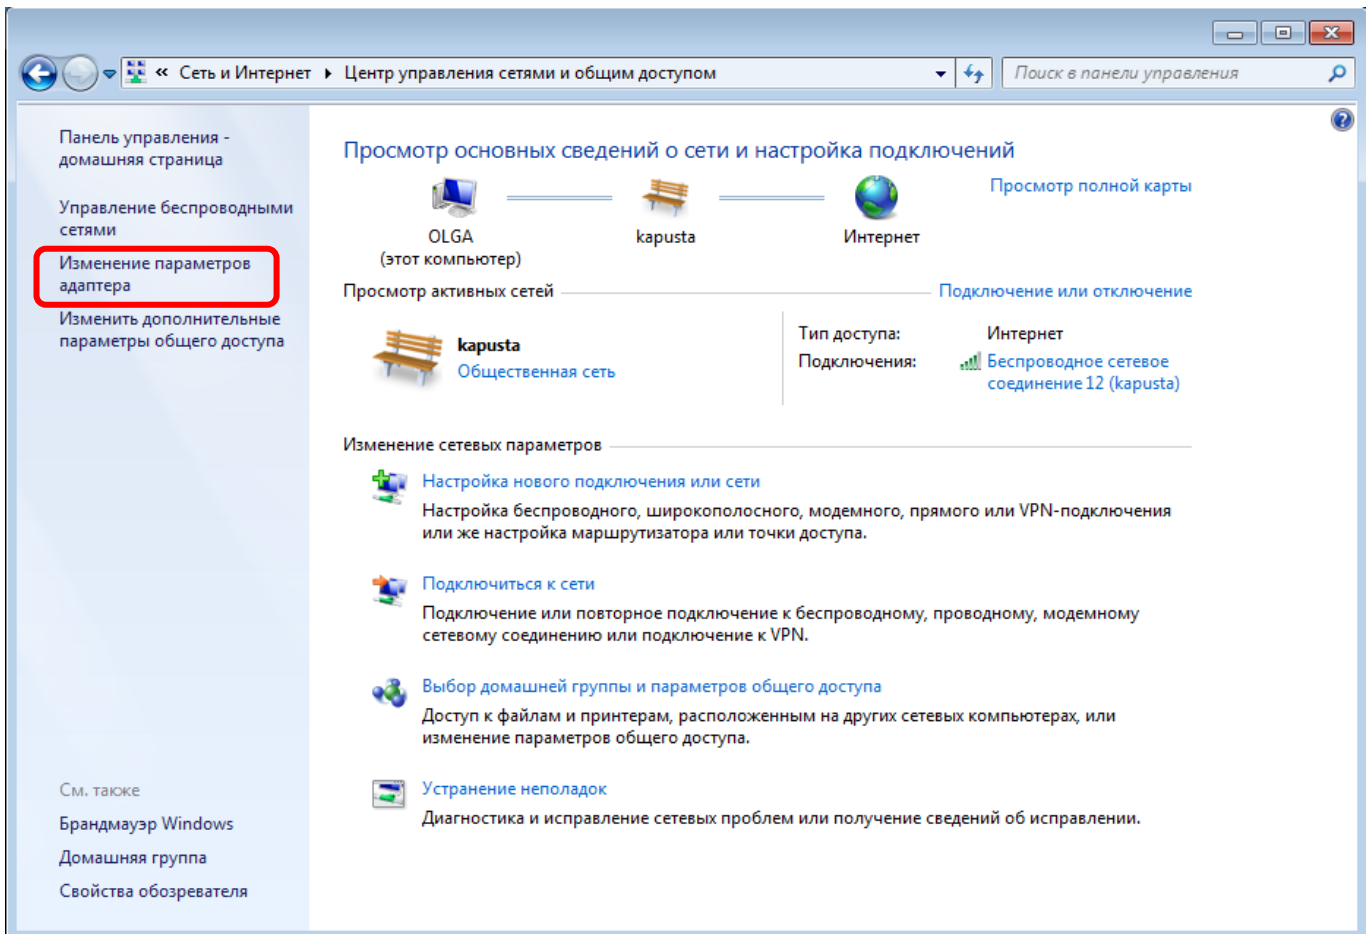 « Сеть и Интернет ▸ Центр управления сетями и общим доступом
Поиск в панели управления
Панель управления -
домашняя страница
Управление беспроводными
сетями
Изменение параметров
адаптера
Изменить дополнительные
параметры общего доступа
См. также
Брандмауэр Windows
Домашняя группа
Свойства обозревателя
Просмотр основных сведений о сети и настройка подключений
Просмотр полной карты
OLGA
(этот компьютер)
kapusta
Интернет
Просмотр активных сетей
Подключение или отключение
kapusta
Общественная сеть
Тип доступа: Интернет
Подключения: Беспроводное сетевое
соединение 12 (kapusta)
Изменение сетевых параметров
Настройка нового подключения или сети
Настройка беспроводного, широкополосного, модемного, прямого или VPN-подключения
или же настройка маршрутизатора или точки доступа.
Подключиться к сети
Подключение или повторное подключение к беспроводному, проводному, модемному
сетевому соединению или подключение к VPN.
Выбор домашней группы и параметров общего доступа
Доступ к файлам и принтерам, расположенным на других сетевых компьютерах, или
изменение параметров общего доступа.
Устранение неполадок
Диагностика и исправление сетевых проблем или получение сведений об исправлении.